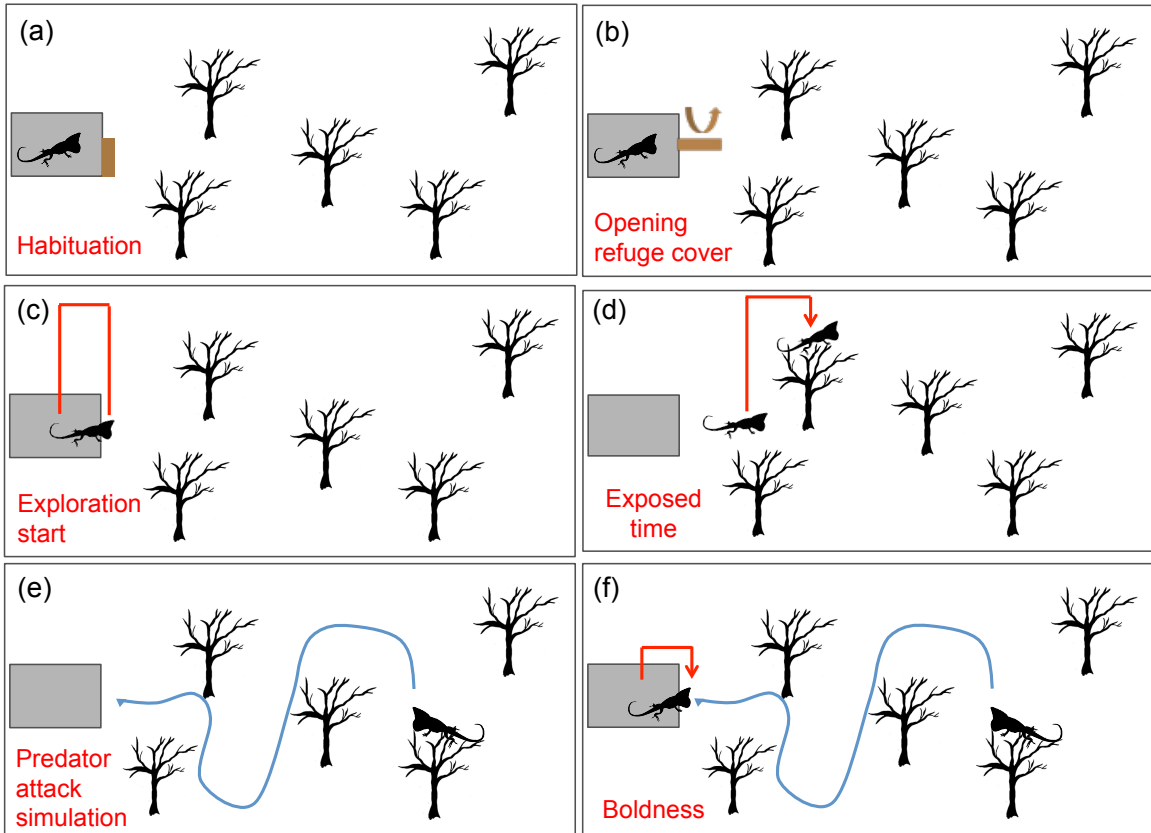 (a)
Habituation
(b)
Opening
refuge cover
(c)
Exploration
start
(d)
Exposed
time
(e)
Predator
attack
simulation
(f)
Boldness